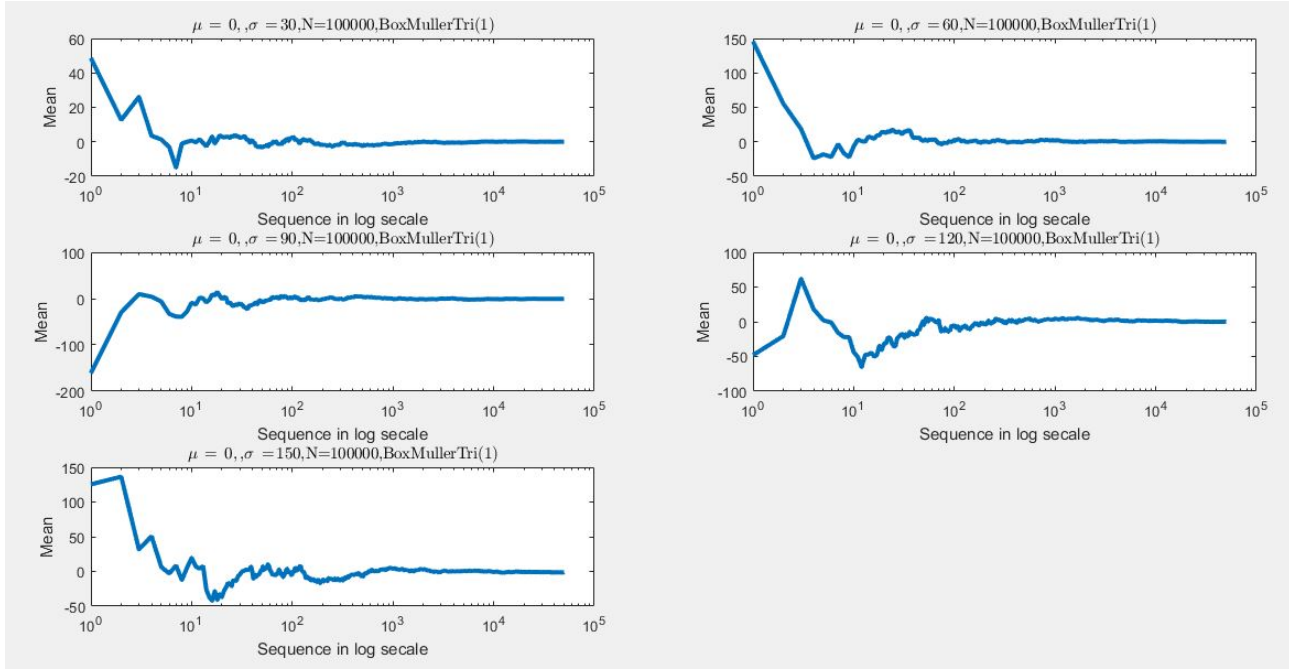 μ = 0,,σ =30,N=100000,BoxMullerTri(1)
60
40
20
0
-20
Mean
10^0 10^1 10^2 10^3 10^4 10^5
Sequence in log secale
μ = 0,,σ =60,N=100000,BoxMullerTri(1)
150
100
50
0
-50
Mean
10^0 10^1 10^2 10^3 10^4 10^5
Sequence in log secale
μ = 0,,σ =90,N=100000,BoxMullerTri(1)
100
0
-100
-200
Mean
10^0 10^1 10^2 10^3 10^4 10^5
Sequence in log secale
μ = 0,,σ =120,N=100000,BoxMullerTri(1)
100
50
0
-50
-100
Mean
10^0 10^1 10^2 10^3 10^4 10^5
Sequence in log secale
μ = 0,,σ =150,N=100000,BoxMullerTri(1)
150
100
50
0
-50
Mean
10^0 10^1 10^2 10^3 10^4 10^5
Sequence in log secale